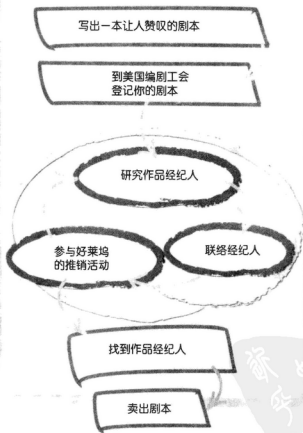 写出一本让人赞叹的剧本
到美国编剧工会
登记你的剧本
研究作品经纪人
参与好莱坞
的推销活动
联络经纪人
找到作品经纪人
卖出剧本